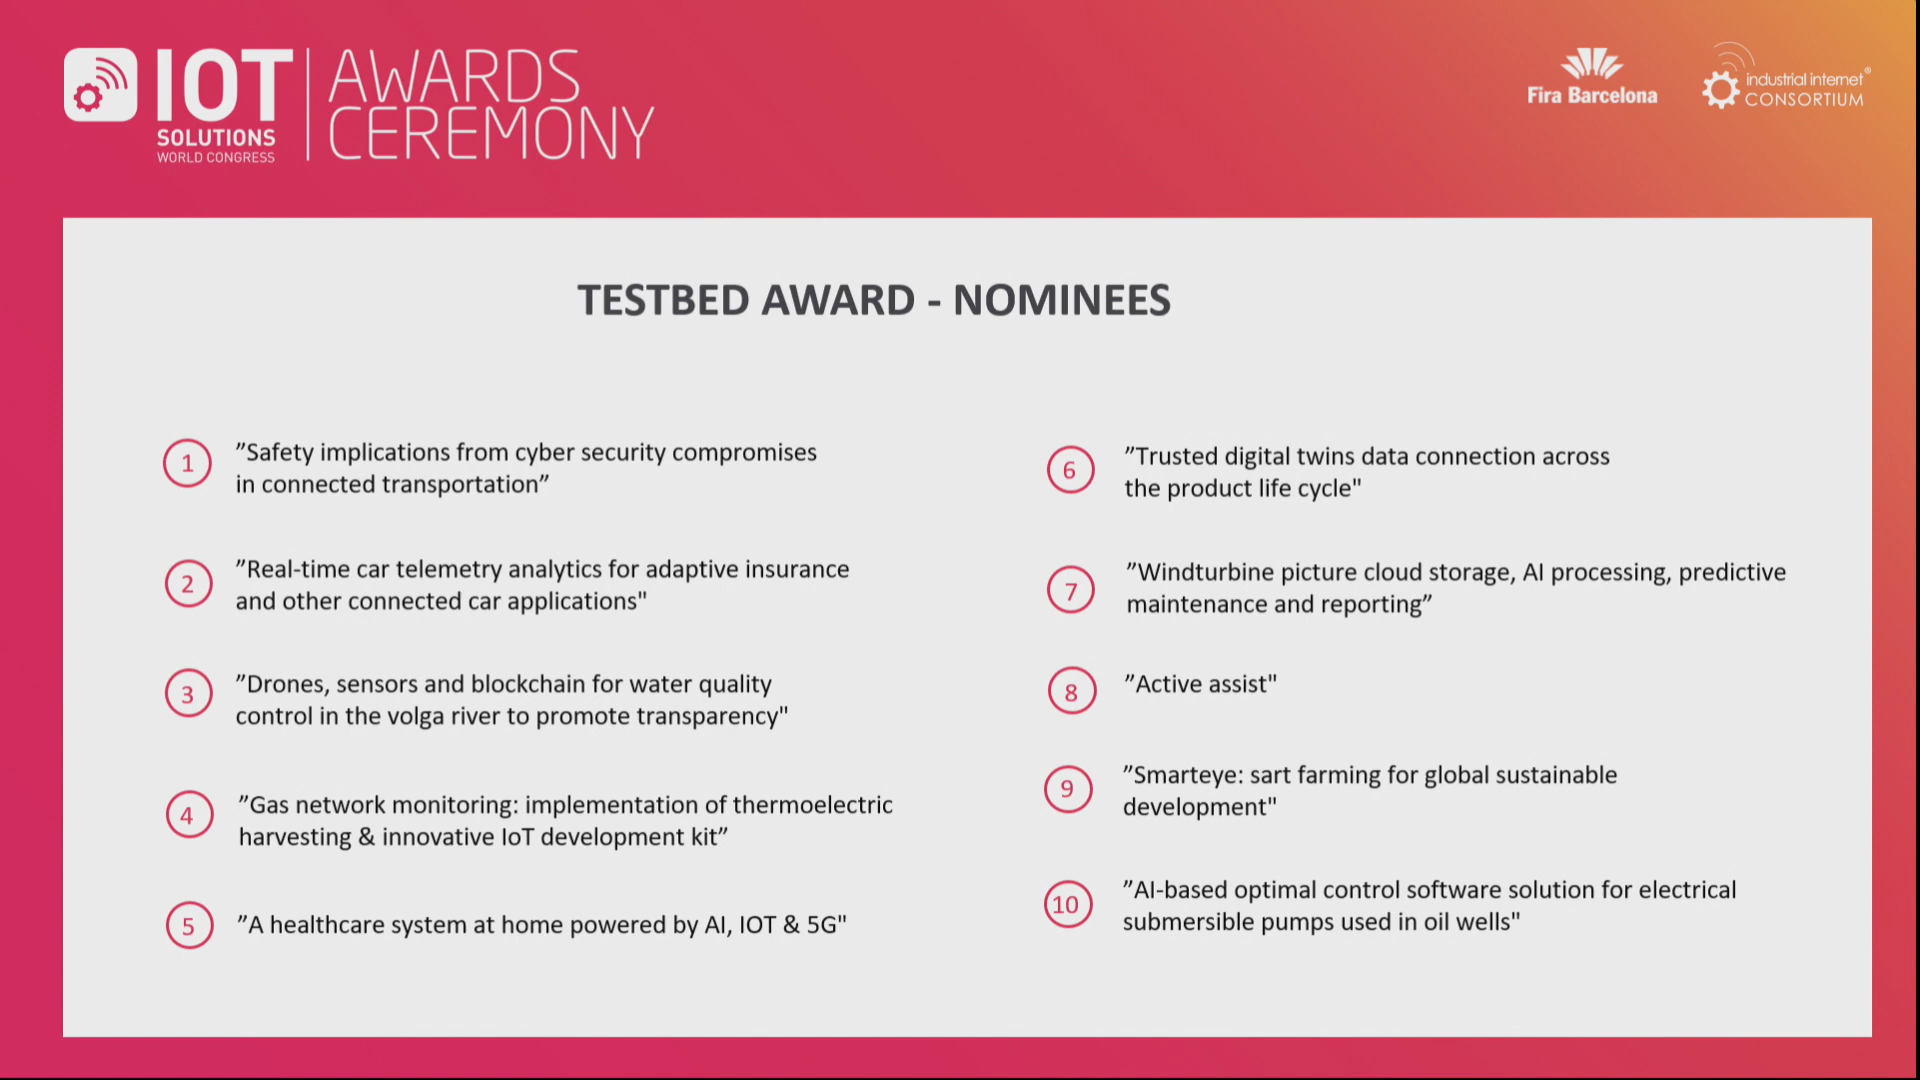 IOT
SOLUTIONS
WORLD CONGRESS
AWARDS
CEREMONY
Fira Barcelona
industrial internet®
CONSORTIUM
TESTBED AWARD - NOMINEES
1
”Safety implications from cyber security compromises
in connected transportation”
2
”Real-time car telemetry analytics for adaptive insurance
and other connected car applications"
3
”Drones, sensors and blockchain for water quality
control in the volga river to promote transparency"
4
”Gas network monitoring: implementation of thermoelectric
harvesting & innovative IoT development kit”
5
”A healthcare system at home powered by AI, IOT & 5G"
6
”Trusted digital twins data connection across
the product life cycle"
7
”Windturbine picture cloud storage, AI processing, predictive
maintenance and reporting”
8
”Active assist"
9
”Smarteye: sart farming for global sustainable
development"
10
”AI-based optimal control software solution for electrical
submersible pumps used in oil wells"